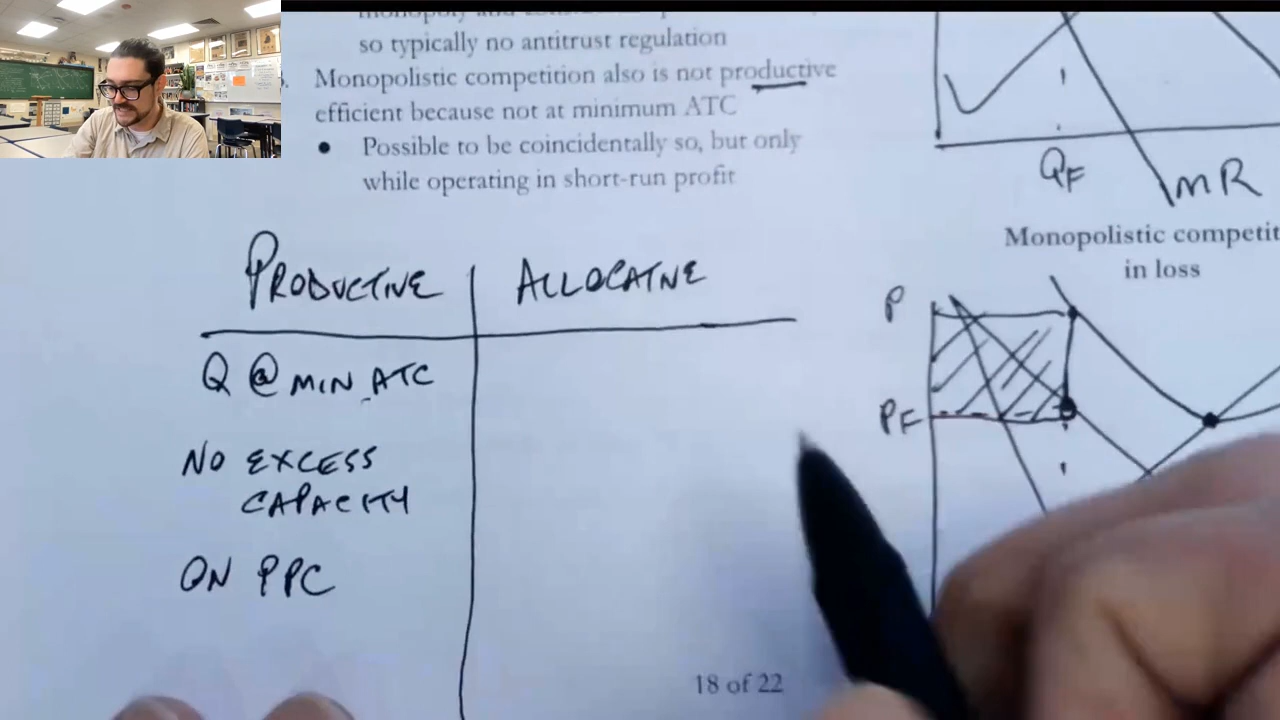 so typically no antitrust regulation
Monopolistic competition also is not productive
efficient because not at minimum ATC
• Possible to be coincidentally so, but only
while operating in short-run profit
PRODUCTIVE
ALLOCATIVE
Q @ MIN ATC
NO EXCESS
CAPACITY
ON PPC
18 of 22
QF
MR
Monopolistic competit
in loss
P
PF